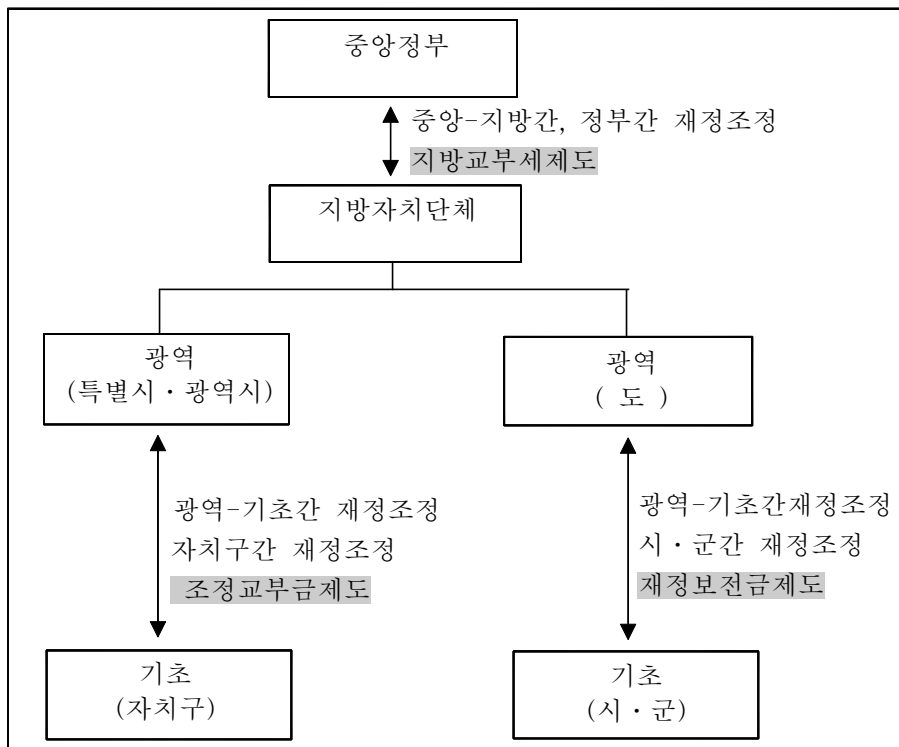 중앙정부
중앙-지방간, 정부간 재정조정
지방교부세제도
지방자치단체
광역
(특별시·광역시)
광역
( 도 )
광역-기초간 재정조정
자치구간 재정조정
조정교부금제도
광역-기초간재정조정
시·군간 재정조정
재정보전금제도
기초
(자치구)
기초
(시·군)